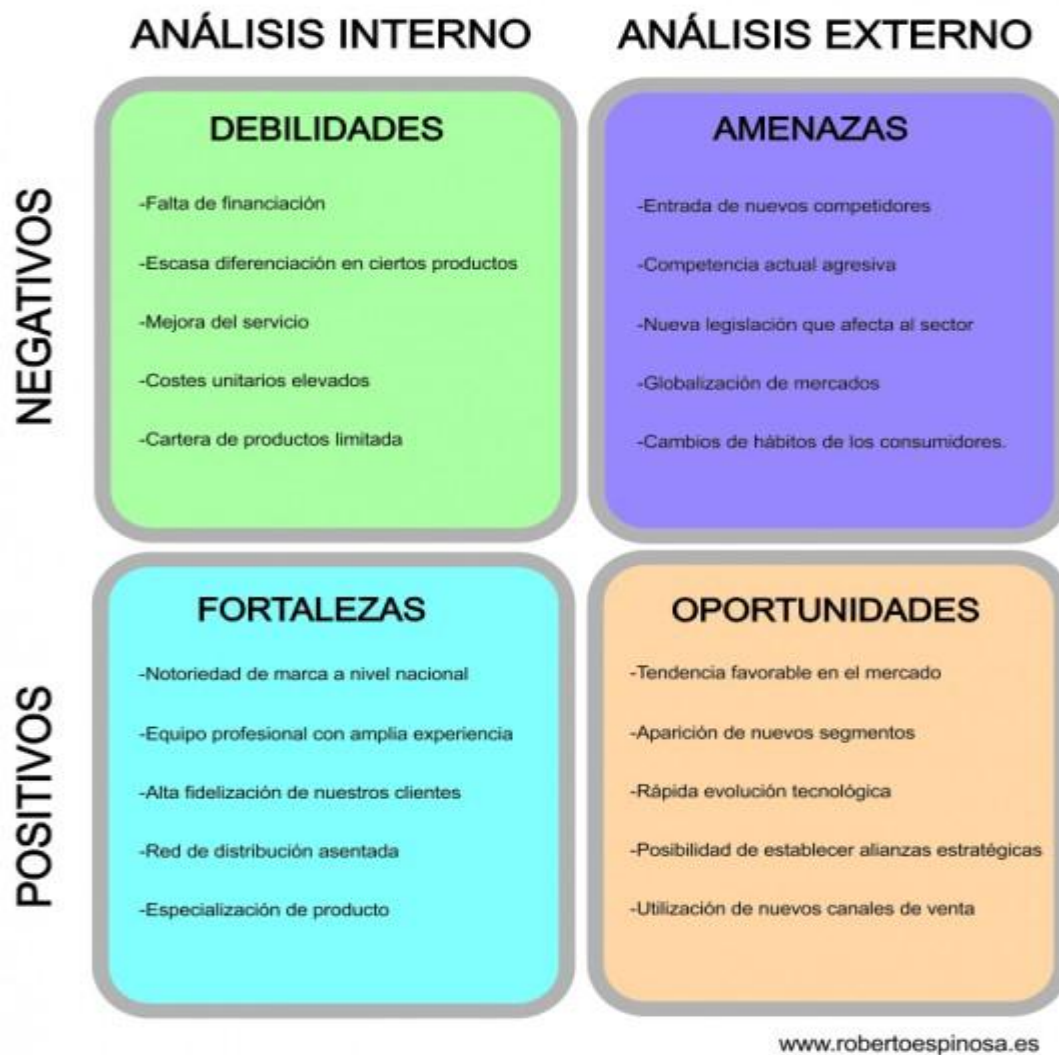 ANÁLISIS INTERNO
ANÁLISIS EXTERNO
NEGATIVOS
DEBILIDADES
-Falta de financiación
-Escasa diferenciación en ciertos productos
-Mejora del servicio
-Costes unitarios elevados
-Cartera de productos limitada
AMENAZAS
-Entrada de nuevos competidores
-Competencia actual agresiva
-Nueva legislación que afecta al sector
-Globalización de mercados
-Cambios de hábitos de los consumidores.
POSITIVOS
FORTALEZAS
-Notoriedad de marca a nivel nacional
-Equipo profesional con amplia experiencia
-Alta fidelización de nuestros clientes
-Red de distribución asentada
-Especialización de producto
OPORTUNIDADES
-Tendencia favorable en el mercado
-Aparición de nuevos segmentos
-Rápida evolución tecnológica
-Posibilidad de establecer alianzas estratégicas
-Utilización de nuevos canales de venta
www.robertoespinosa.es